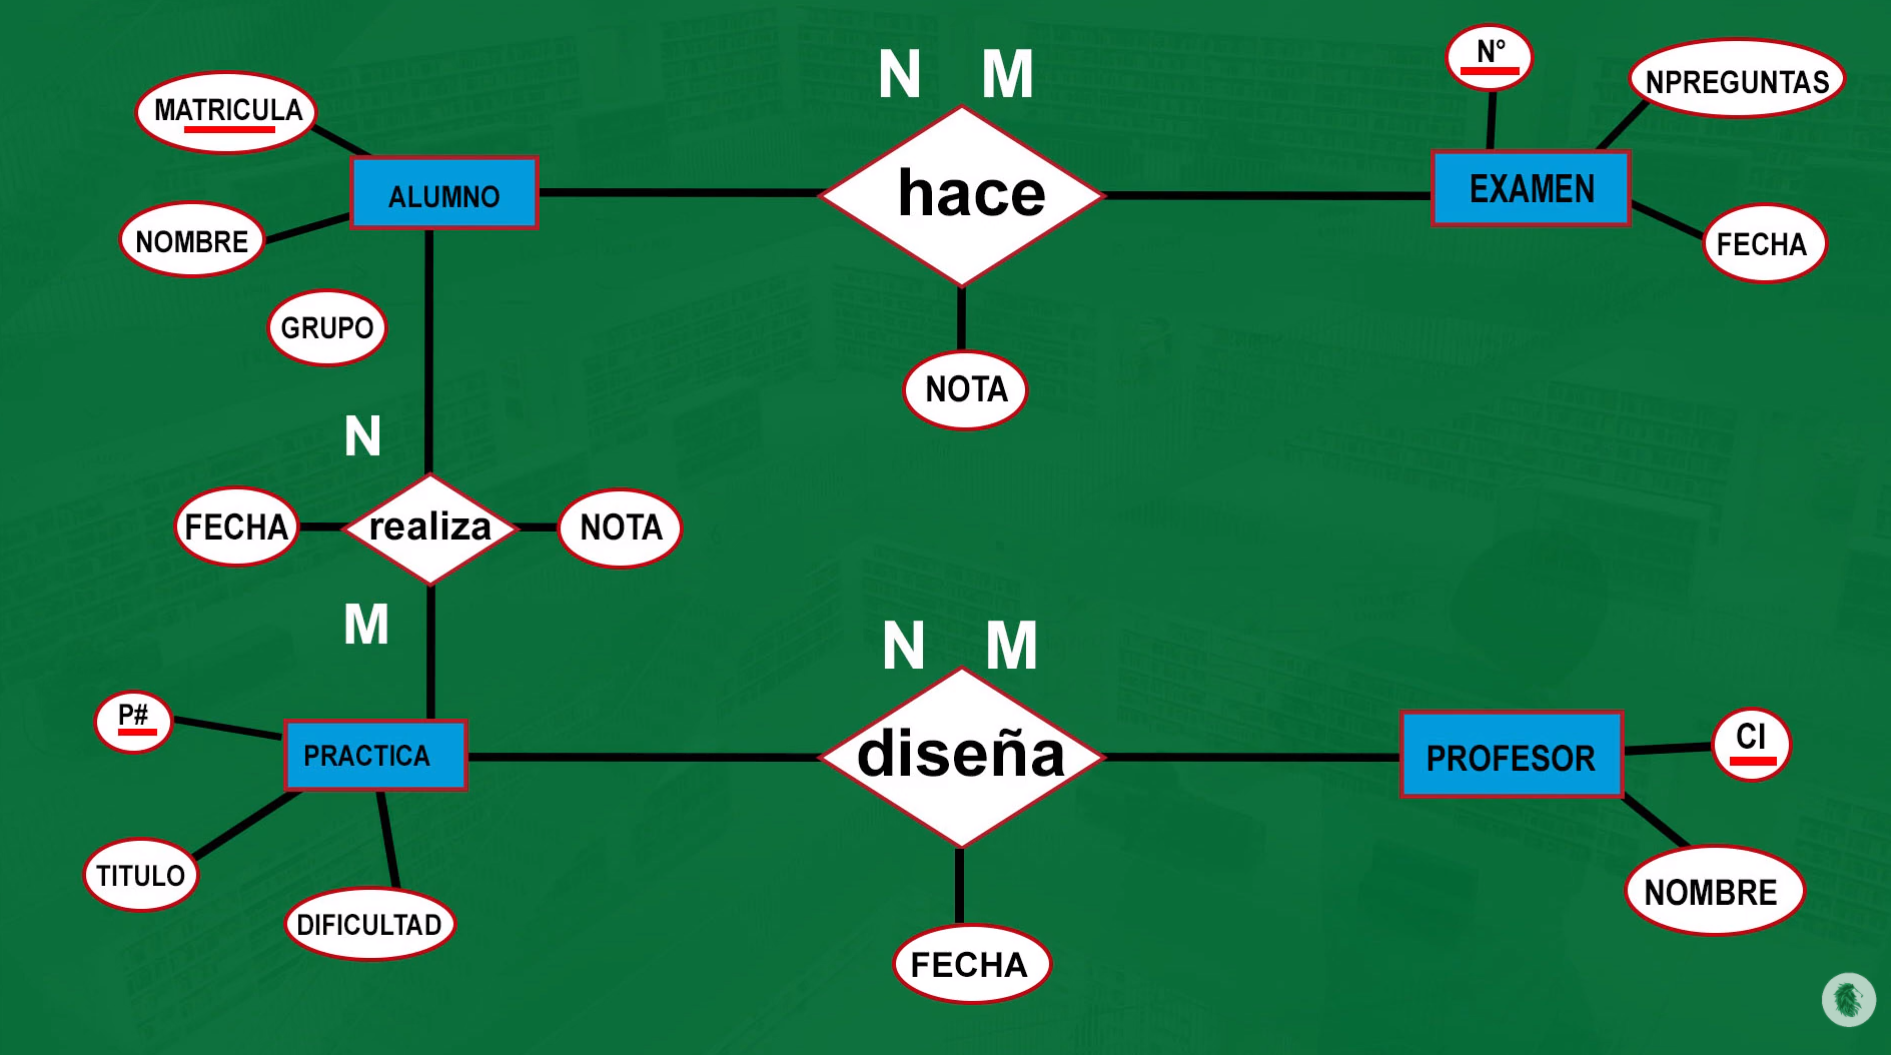 N M
N°
NPREGUNTAS
MATRICULA
ALUMNO
hace
EXAMEN
NOMBRE
FECHA
GRUPO
NOTA
N
FECHA
realiza
NOTA
M
N M
P#
PRACTICA
diseña
PROFESOR
CI
TITULO
DIFICULTAD
NOMBRE
FECHA